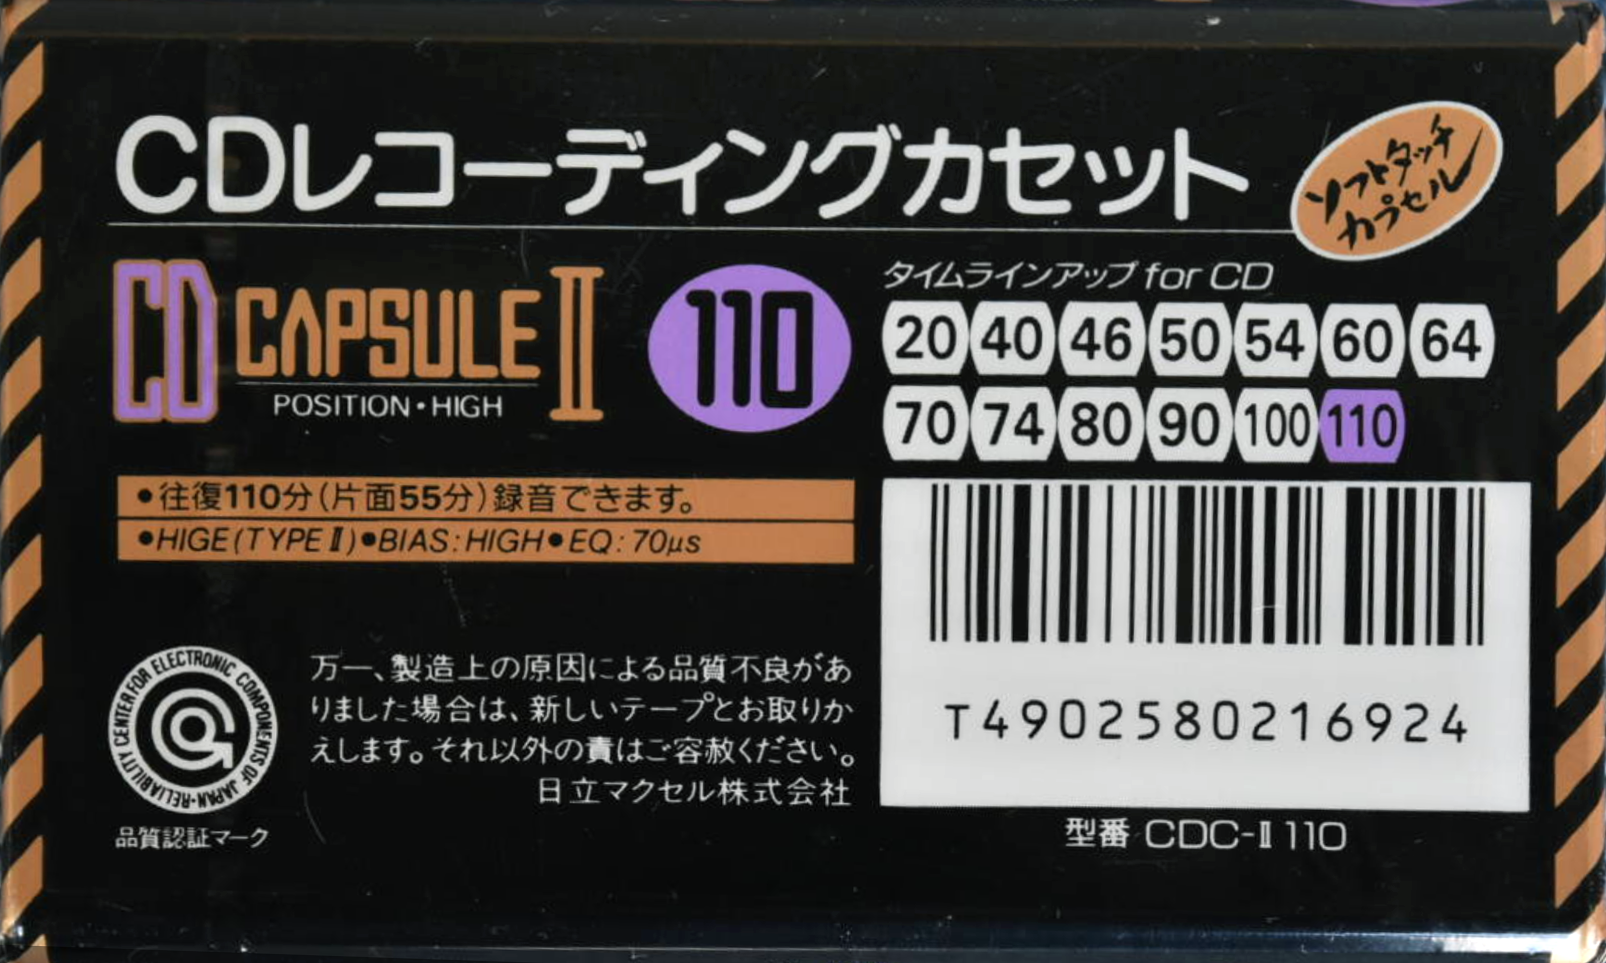 CDレコーディングカセット
ソフトタッチ
カプセル
CD CAPSULE II
POSITION・HIGH
110
タイムラインアップ for CD
20 40 46 50 54 60 64
70 74 80 90 100 110
●往復110分(片面55分)録音できます。
●HIGE(TYPE II)●BIAS:HIGH●EQ:70μs
RELIABILITY CENTER FOR ELECTRONIC COMPONENTS OF JAPAN
品質認証マーク
万一、製造上の原因による品質不良があ
りました場合は、新しいテープとお取りか
えします。それ以外の責はご容赦ください。
日立マクセル株式会社
T4902580216924
型番 CDC-II 110